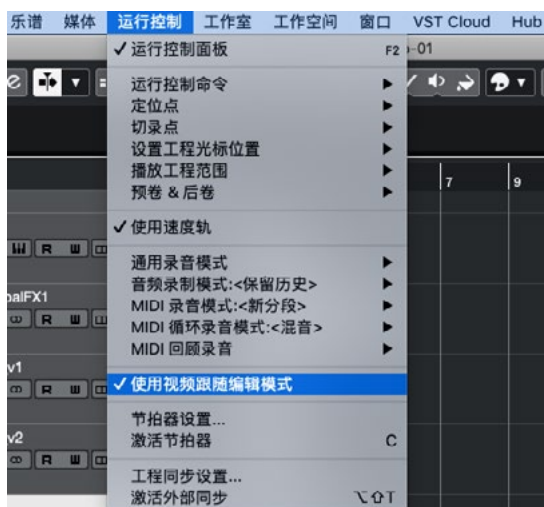 乐谱 媒体 运行控制 工作室 工作空间 窗口 VST Cloud Hub
✓ 运行控制面板 F2
-01
运行控制命令 ▶
定位点 ▶
切录点 ▶
设置工程光标位置 ▶
播放工程范围 ▶
预卷 & 后卷 ▶
7 9
✓ 使用速度轨
通用录音模式 ▶
R W
音频录制模式:<保留历史> ▶
MIDI 录音模式:<新分段> ▶
balFX1
MIDI 循环录音模式:<混音> ▶
R W
MIDI 回顾录音 ▶
v1
✓ 使用视频跟随编辑模式
R W
节拍器设置...
v2
激活节拍器 C
R W
工程同步设置...
激活外部同步 ⌥⇧T